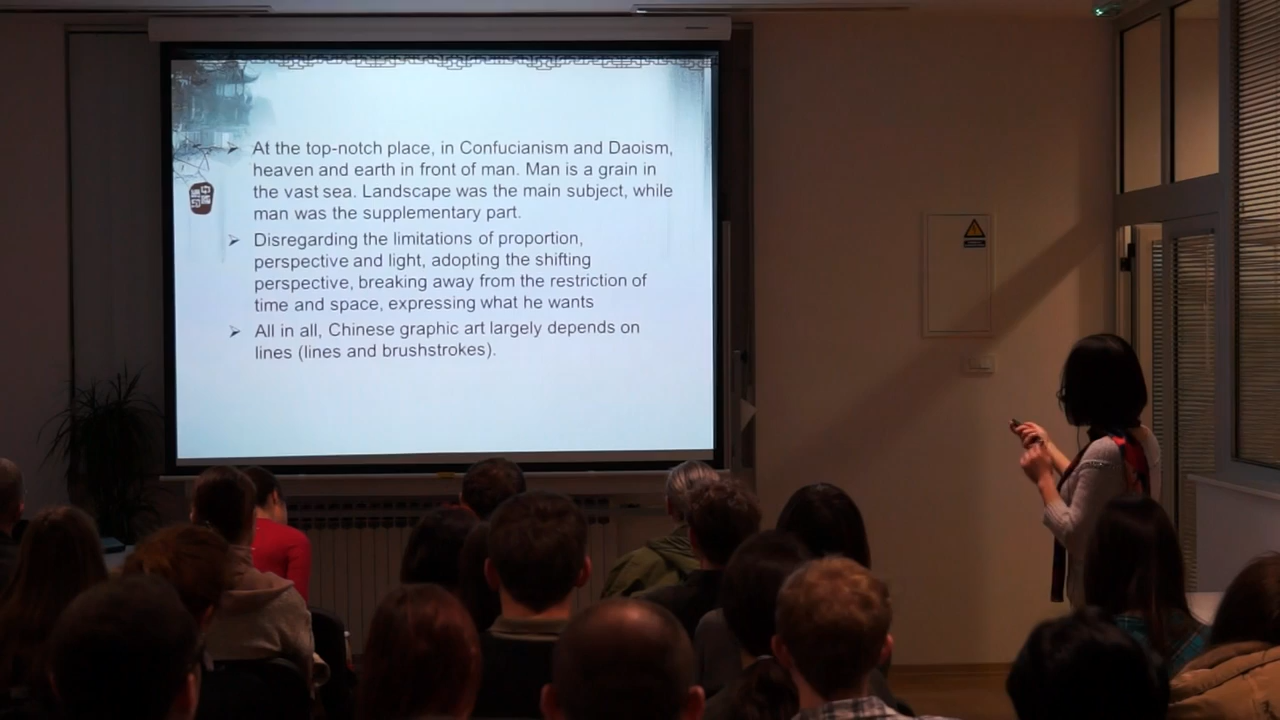 At the top-notch place, in Confucianism and Daoism,
heaven and earth in front of man. Man is a grain in
the vast sea. Landscape was the main subject, while
man was the supplementary part.
Disregarding the limitations of proportion,
perspective and light, adopting the shifting
perspective, breaking away from the restriction of
time and space, expressing what he wants
All in all, Chinese graphic art largely depends on
lines (lines and brushstrokes).